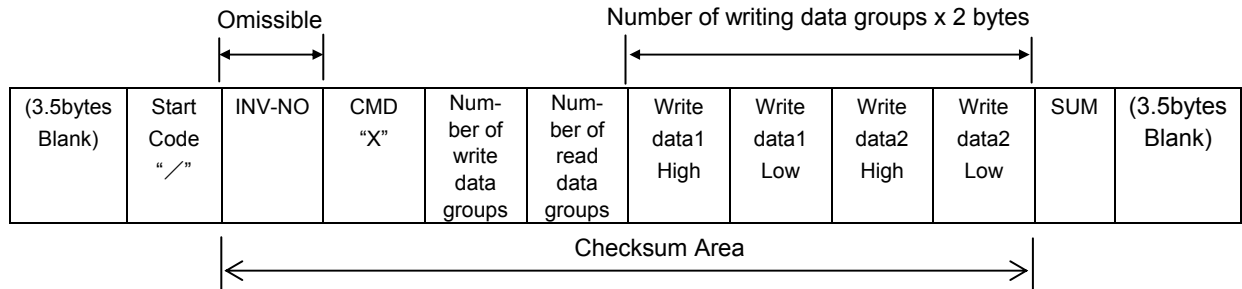 Omissible
Number of writing data groups x 2 bytes
(3.5bytes Blank)
Start Code “／”
INV-NO
CMD “X”
Num-
ber of
write
data
groups
Num-
ber of
read
data
groups
Write
data1
High
Write
data1
Low
Write
data2
High
Write
data2
Low
SUM
(3.5bytes
Blank)
Checksum Area